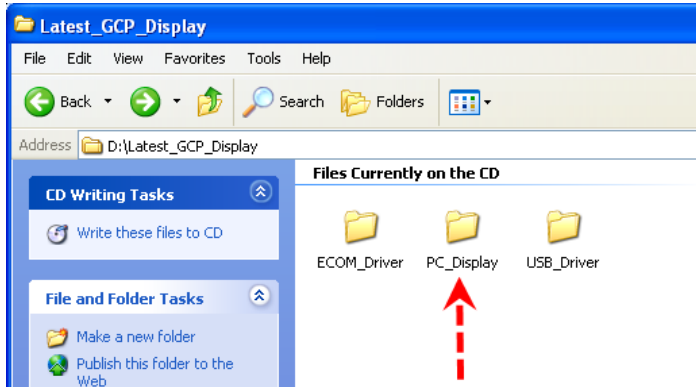 Latest_GCP_Display
File Edit View Favorites Tools Help
Back Search Folders
Address D:\Latest_GCP_Display
Files Currently on the CD
CD Writing Tasks
Write these files to CD
ECOM_Driver PC_Display USB_Driver
File and Folder Tasks
Make a new folder
Publish this folder to the
Web